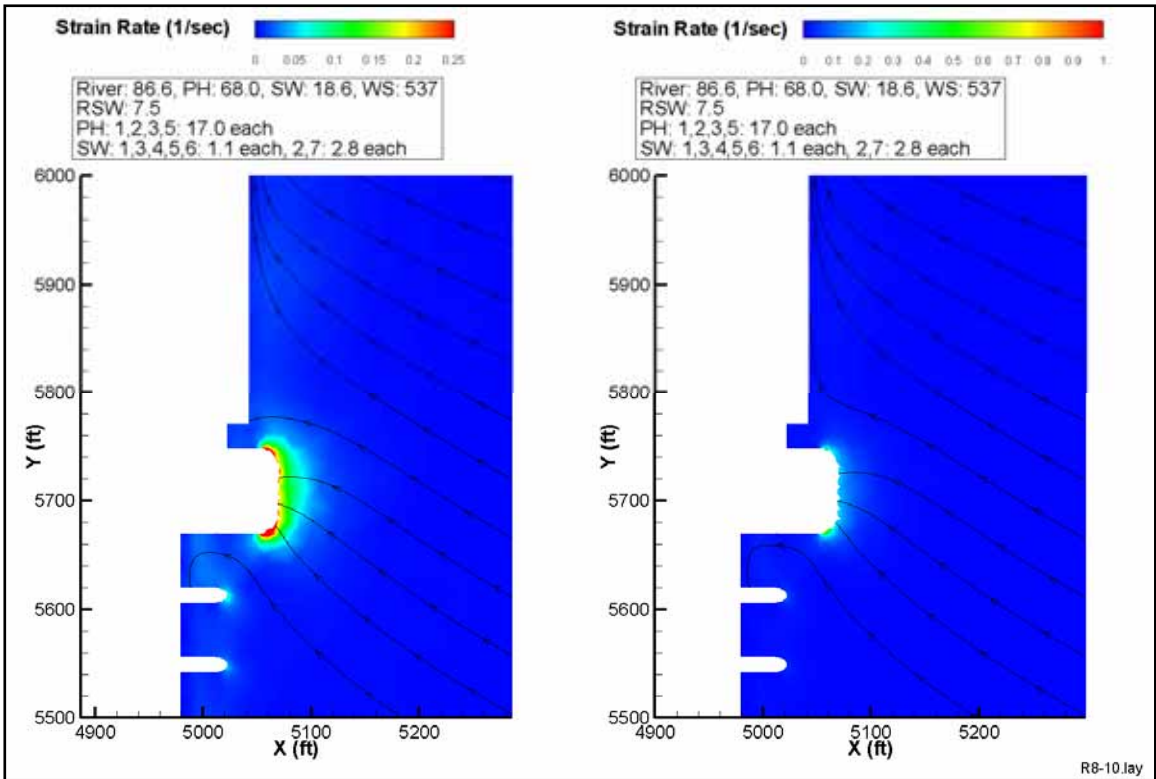 Strain Rate (1/sec)
0 0.05 0.1 0.15 0.2 0.25
River: 86.6, PH: 68.0, SW: 18.6, WS: 537
RSW: 7.5
PH: 1,2,3,5: 17.0 each
SW: 1,3,4,5,6: 1.1 each, 2,7: 2.8 each
6000
5900
5800
5700
5600
5500
Y (ft)
4900 5000 5100 5200
X (ft)
Strain Rate (1/sec)
0 0.1 0.2 0.3 0.4 0.5 0.6 0.7 0.8 0.9 1
River: 86.6, PH: 68.0, SW: 18.6, WS: 537
RSW: 7.5
PH: 1,2,3,5: 17.0 each
SW: 1,3,4,5,6: 1.1 each, 2,7: 2.8 each
6000
5900
5800
5700
5600
5500
Y (ft)
4900 5000 5100 5200
X (ft)
R8-10.lay